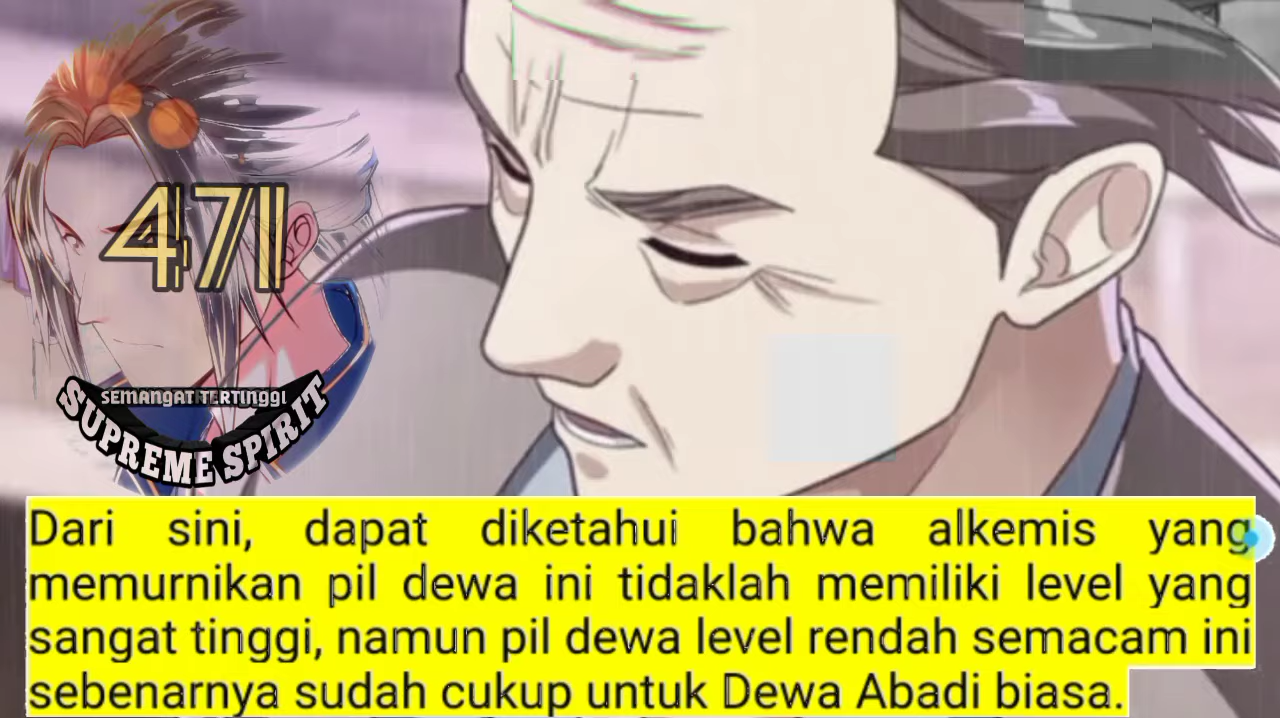 471
SEMANGAT TERTINGGI
SUPREME SPIRIT
Dari sini, dapat diketahui bahwa alkemis yang
memurnikan pil dewa ini tidaklah memiliki level yang
sangat tinggi, namun pil dewa level rendah semacam ini
sebenarnya sudah cukup untuk Dewa Abadi biasa.